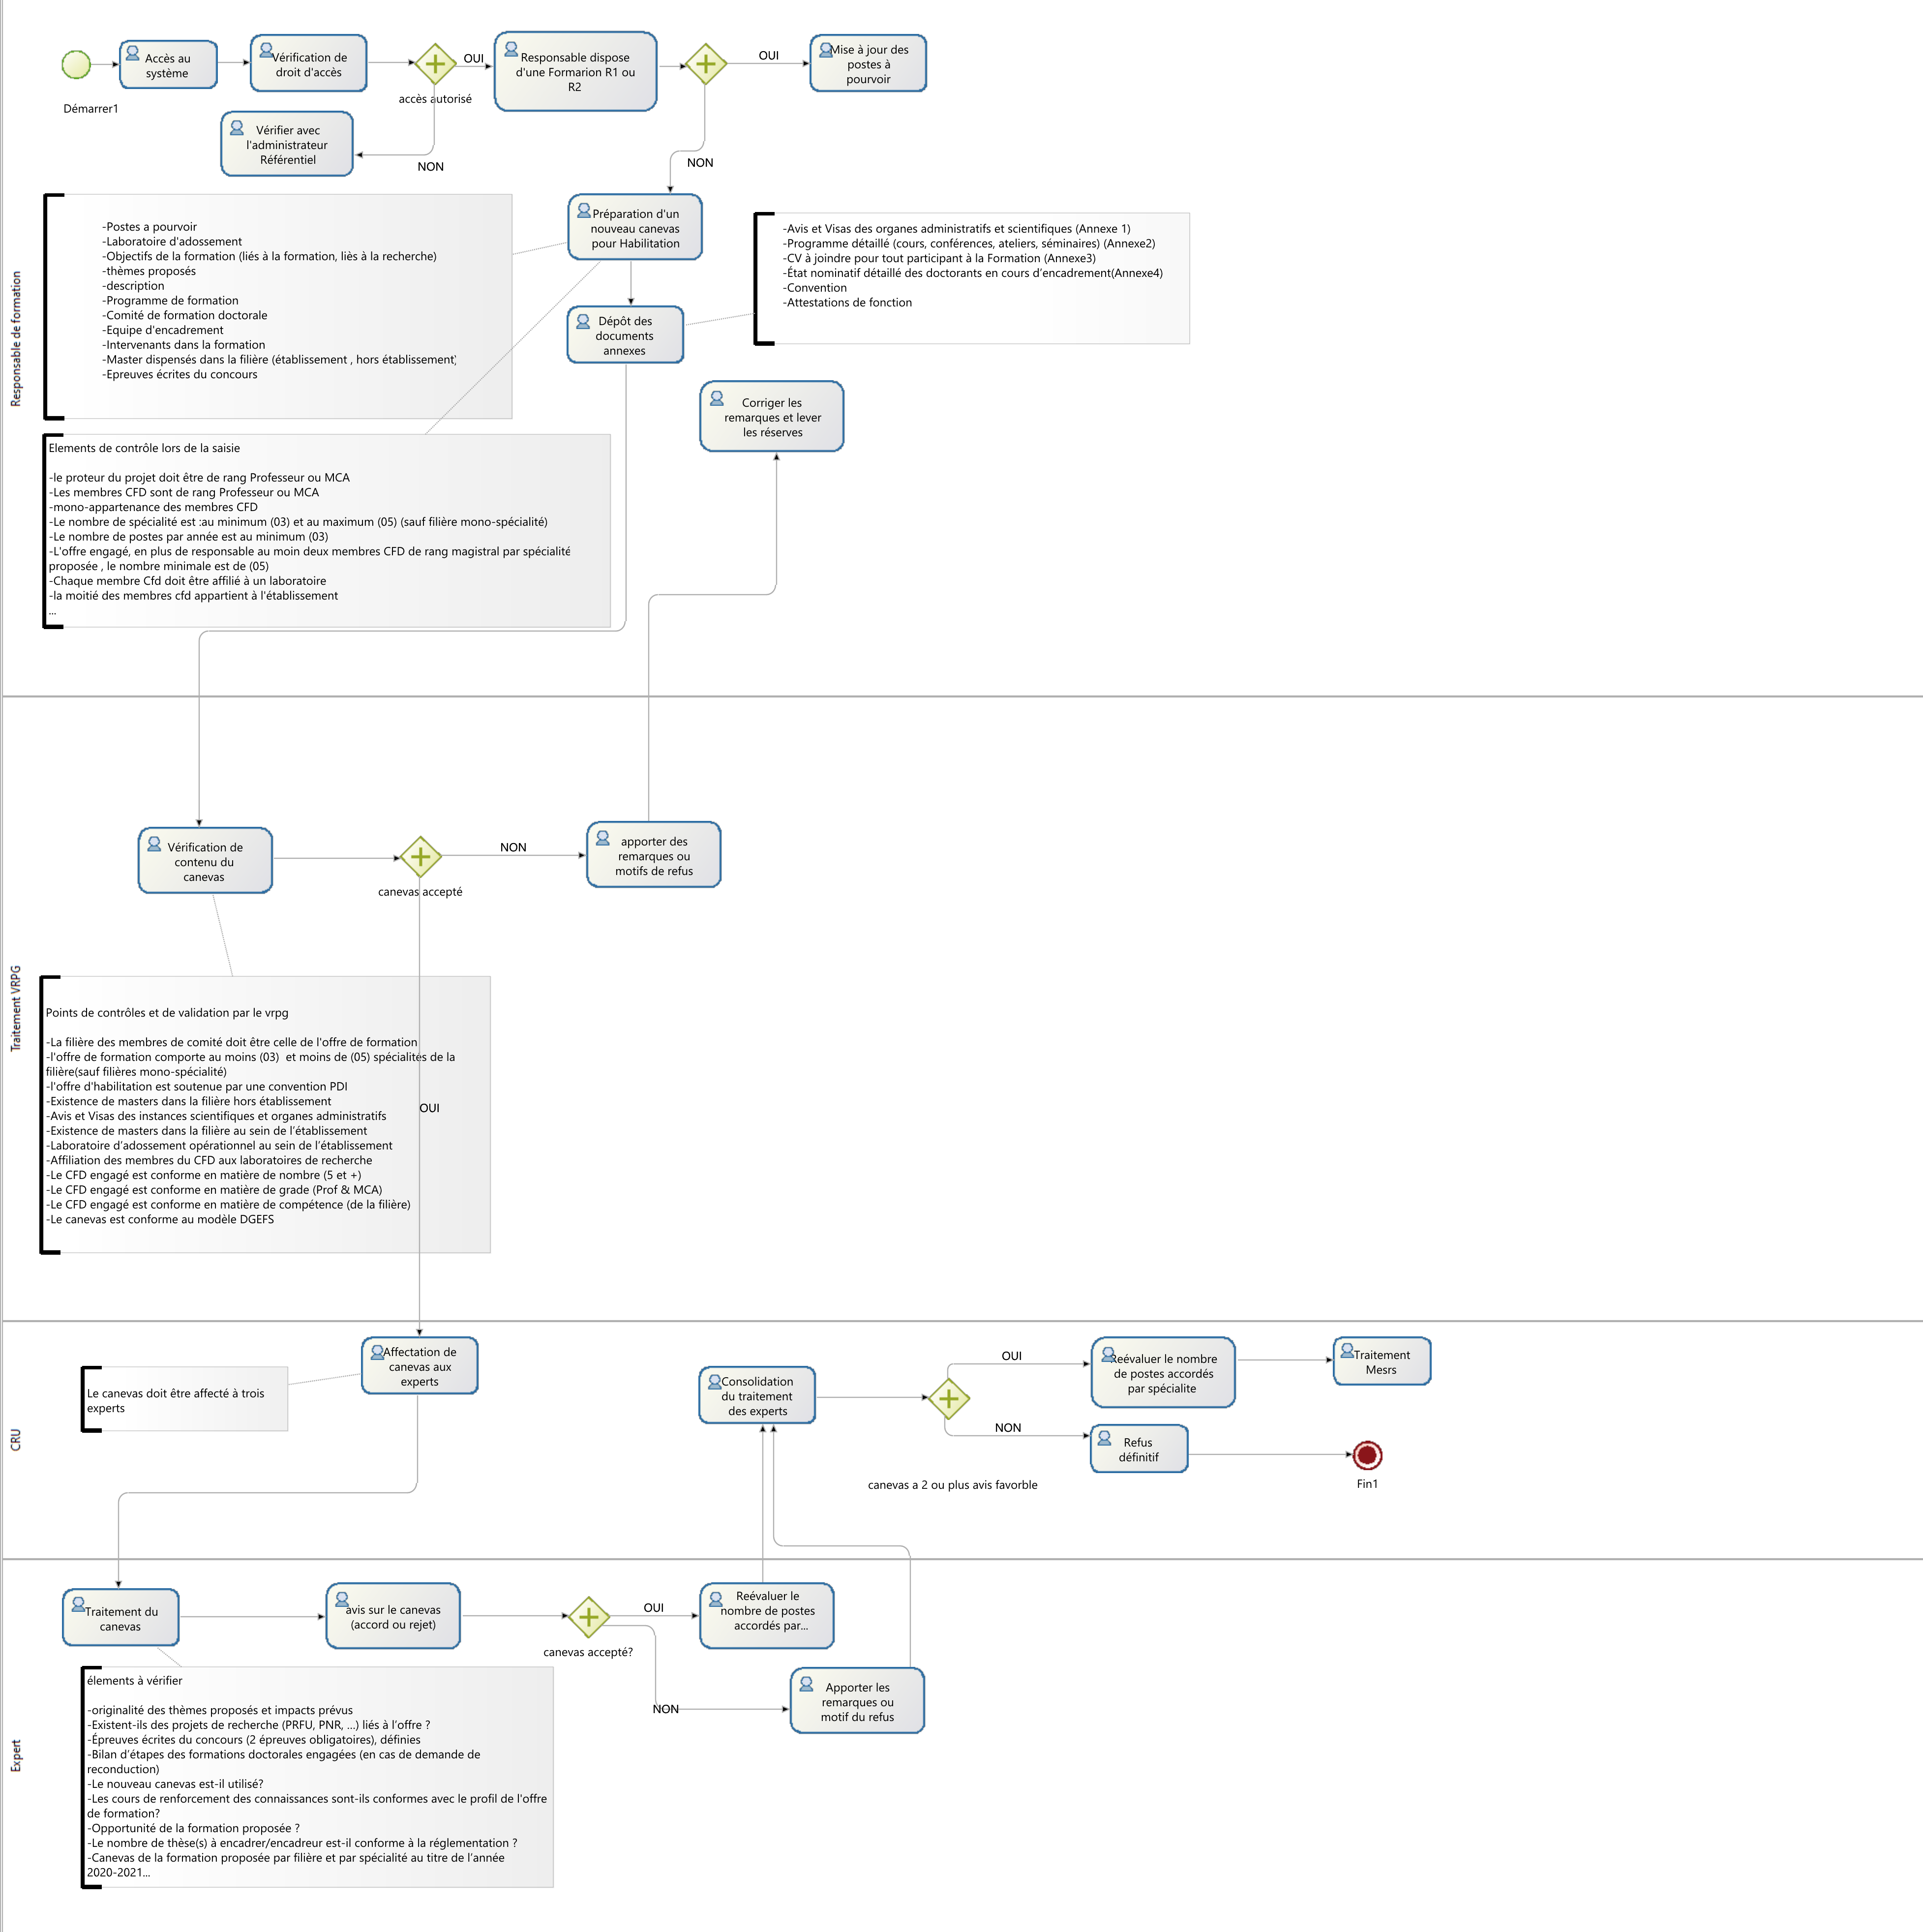 Responsable de formation
Démarrer1
Accès au
système
Vérification de
droit d'accès
accès autorisé
OUI
Responsable dispose
d'une Formarion R1 ou
R2
OUI
Mise à jour des
postes à
pourvoir
Vérifier avec
l'administrateur
Référentiel
NON
NON
Préparation d'un
nouveau canevas
pour Habilitation
-Postes a pourvoir
-Laboratoire d'adossement
-Objectifs de la formation (liés à la formation, liès à la recherche)
-thèmes proposés
-description
-Programme de formation
-Comité de formation doctorale
-Equipe d'encadrement
-Intervenants dans la formation
-Master dispensés dans la filière (établissement , hors établissement)
-Epreuves écrites du concours
-Avis et Visas des organes administratifs et scientifiques (Annexe 1)
-Programme détaillé (cours, conférences, ateliers, séminaires) (Annexe2)
-CV à joindre pour tout participant à la Formation (Annexe3)
-État nominatif détaillé des doctorants en cours d'encadrement(Annexe4)
-Convention
-Attestations de fonction
Dépôt des
documents
annexes
Corriger les
remarques et lever
les réserves
Elements de contrôle lors de la saisie
-le proteur du projet doit être de rang Professeur ou MCA
-Les membres CFD sont de rang Professeur ou MCA
-mono-appartenance des membres CFD
-Le nombre de spécialité est :au minimum (03) et au maximum (05) (sauf filière mono-spécialité)
-Le nombre de postes par année est au minimum (03)
-L'offre engagé, en plus de responsable au moin deux membres CFD de rang magistral par spécialité
proposée , le nombre minimale est de (05)
-Chaque membre Cfd doit être affilié à un laboratoire
-la moitié des membres cfd appartient à l'établissement
...
Traitement VRPG
Vérification de
contenu du
canevas
canevas accepté
NON
apporter des
remarques ou
motifs de refus
Points de contrôles et de validation par le vrpg
-La filière des membres de comité doit être celle de l'offre de formation
-l'offre de formation comporte au moins (03)  et moins de (05) spécialités de la
filière(sauf filières mono-spécialité)
-l'offre d'habilitation est soutenue par une convention PDI
-Existence de masters dans la filière hors établissement
-Avis et Visas des instances scientifiques et organes administratifs
-Existence de masters dans la filière au sein de l'établissement
-Laboratoire d'adossement opérationnel au sein de l'établissement
-Affiliation des membres du CFD aux laboratoires de recherche
-Le CFD engagé est conforme en matière de nombre (5 et +)
-Le CFD engagé est conforme en matière de grade (Prof & MCA)
-Le CFD engagé est conforme en matière de compétence (de la filière)
-Le canevas est conforme au modèle DGEFS
OUI
CRU
Affectation de
canevas aux
experts
Le canevas doit être affecté à trois
experts
Consolidation
du traitement
des experts
OUI
Reévaluer le nombre
de postes accordés
par spécialite
Traitement
Mesrs
NON
Refus
définitif
Fin1
canevas a 2 ou plus avis favorble
Expert
Traitement du
canevas
avis sur le canevas
(accord ou rejet)
canevas accepté?
OUI
Reévaluer le
nombre de postes
accordés par...
NON
Apporter les
remarques ou
motif du refus
élements à vérifier
-originalité des thèmes proposés et impacts prévus
-Existent-ils des projets de recherche (PRFU, PNR, ...) liés à l'offre ?
-Épreuves écrites du concours (2 épreuves obligatoires), définies
-Bilan d'étapes des formations doctorales engagées (en cas de demande de
reconduction)
-Le nouveau canevas est-il utilisé?
-Les cours de renforcement des connaissances sont-ils conformes avec le profil de l'offre
de formation?
-Opportunité de la formation proposée ?
-Le nombre de thèse(s) à encadrer/encadreur est-il conforme à la réglementation ?
-Canevas de la formation proposée par filière et par spécialité au titre de l'année
2020-2021...